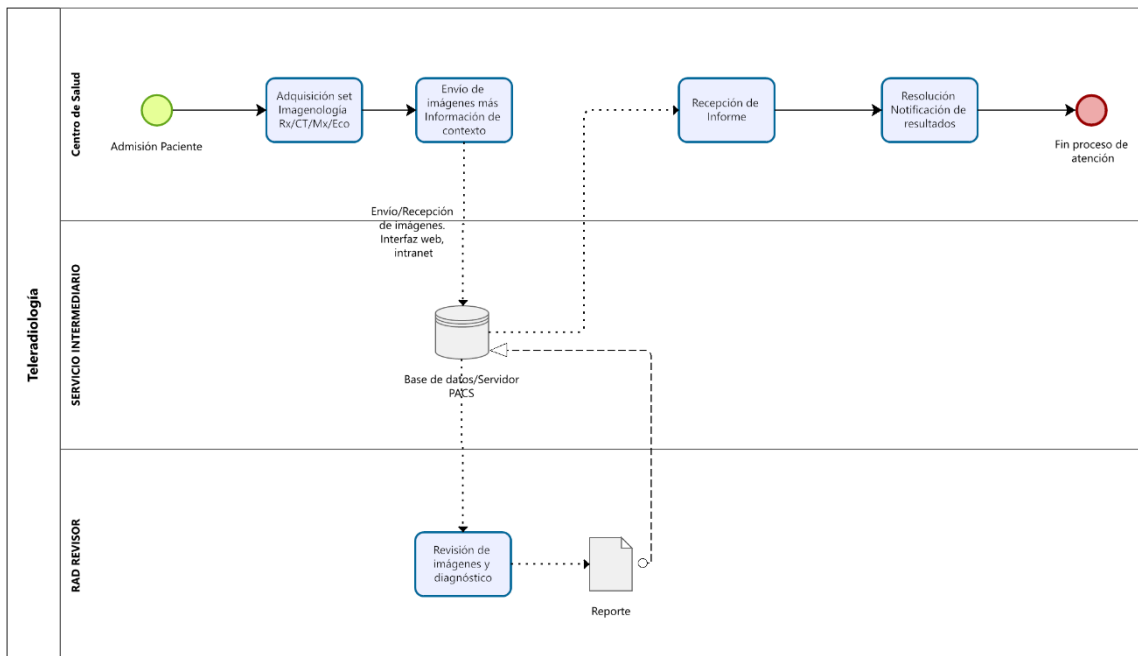 Teleradiología
Centro de Salud
Admisión Paciente
Adquisición set
Imagenología
Rx/CT/Mx/Eco
Envío de
imágenes más
Información de
contexto
Recepción de
Informe
Resolución
Notificación de
resultados
Fin proceso de
atención
SERVICIO INTERMEDIARIO
Envío/Recepción
de imágenes.
Interfaz web,
intranet
Base de datos/Servidor
PACS
RAD REVISOR
Revisión de
imágenes y
diagnóstico
Reporte